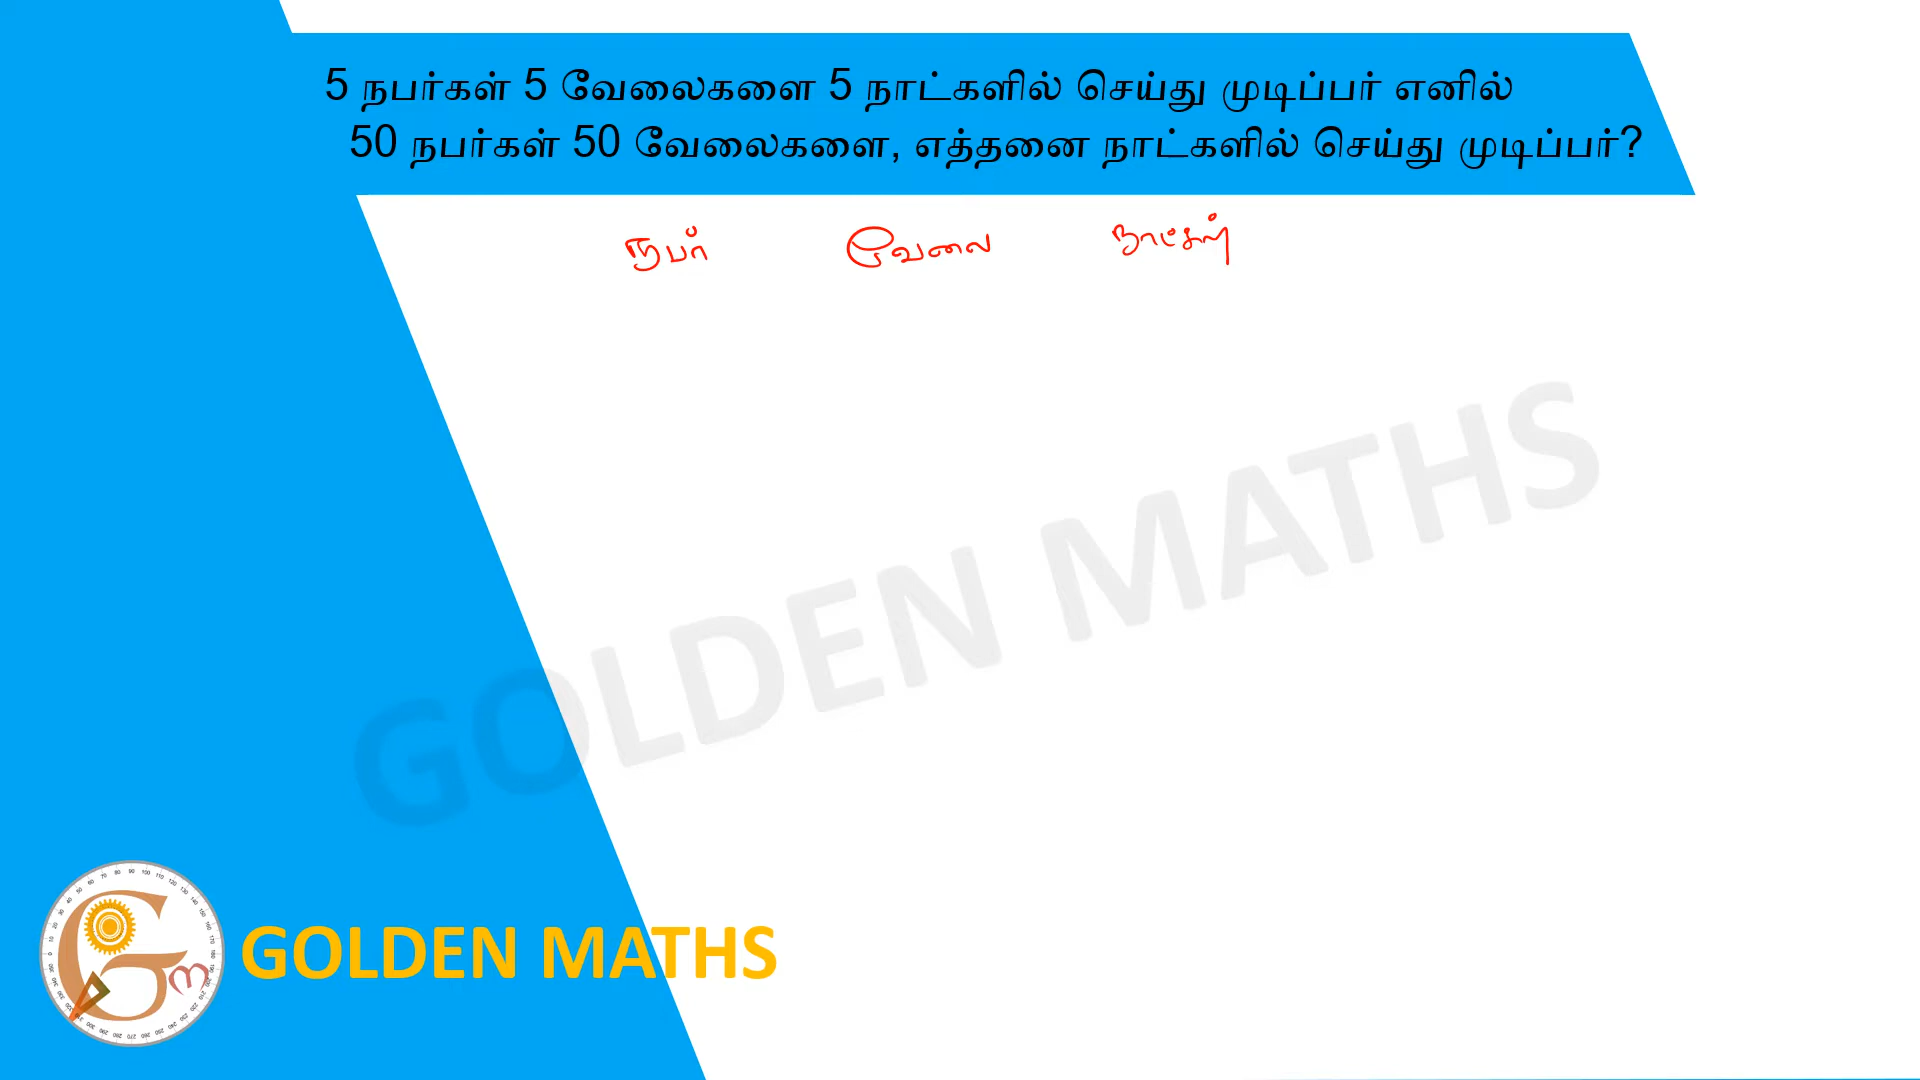 5 நபர்கள் 5 வேலைகளை 5 நாட்களில் செய்து முடிப்பர் எனில்
50 நபர்கள் 50 வேலைகளை, எத்தனை நாட்களில் செய்து முடிப்பர்?
நபர் வேலை நாட்கள்
GOLDEN MATHS
GOLDEN MATHS